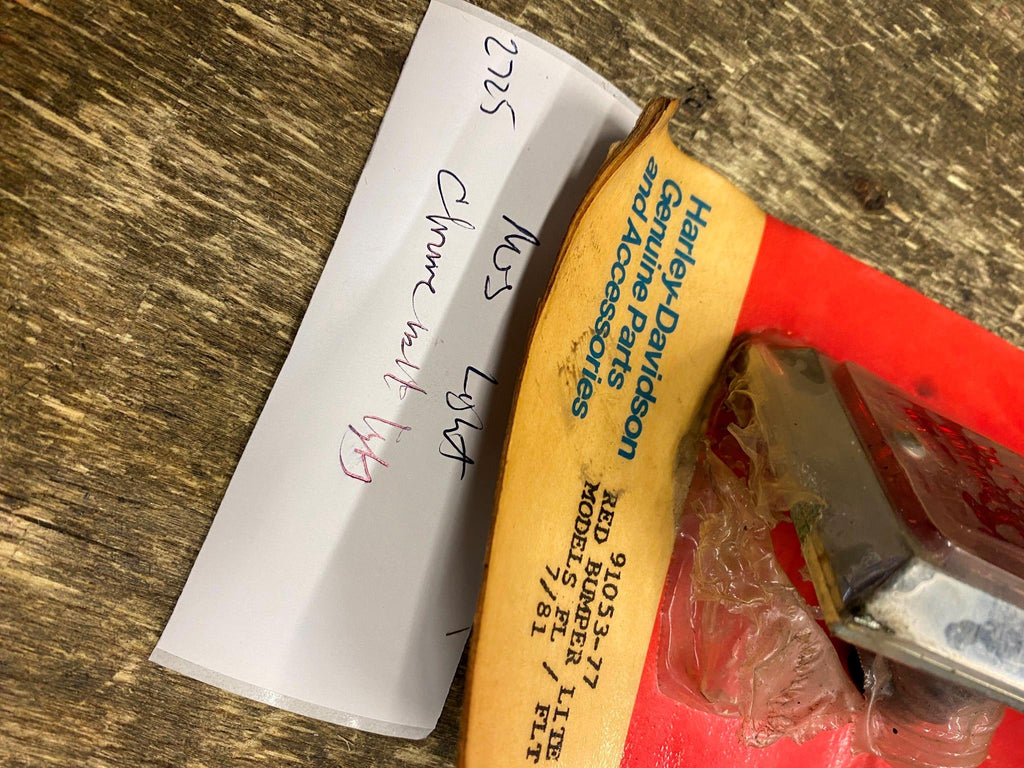 2725
NOS Light
chrome
Harley-Davidson
Genuine Parts
and Accessories
91053-77
RED BUMPER LITE
MODELS FL / FLT
7/81